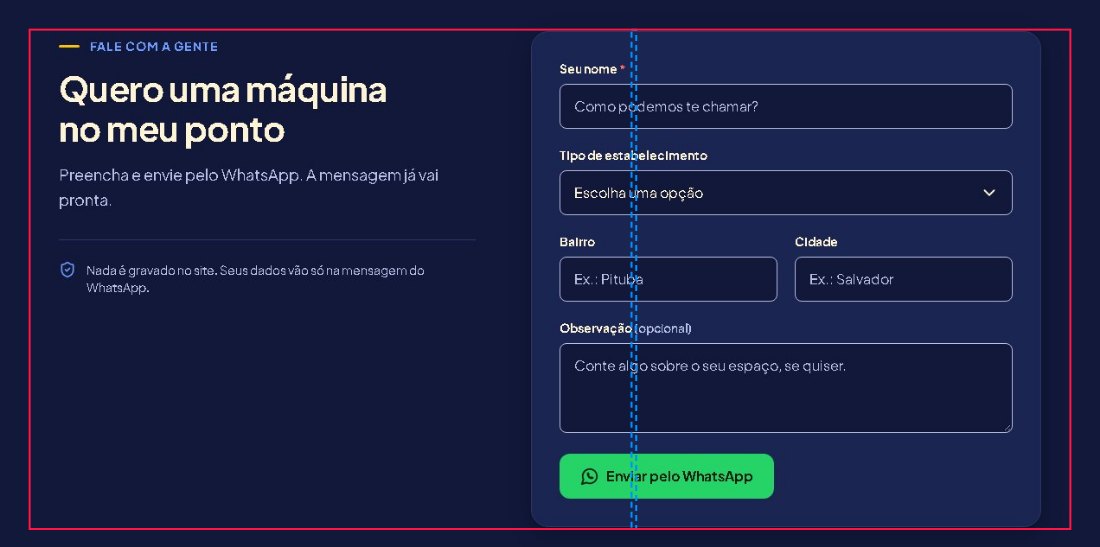 FALE COM A GENTE
Quero uma máquina
no meu ponto
Preencha e envie pelo WhatsApp. A mensagem já vai
pronta.
Nada é gravado no site. Seus dados vão só na mensagem do
WhatsApp.
Seu nome *
Como podemos te chamar?
Tipo de estabelecimento
Escolha uma opção
Bairro
Cidade
Ex.: Pituba
Ex.: Salvador
Observação (opcional)
Conte algo sobre o seu espaço, se quiser.
Enviar pelo WhatsApp